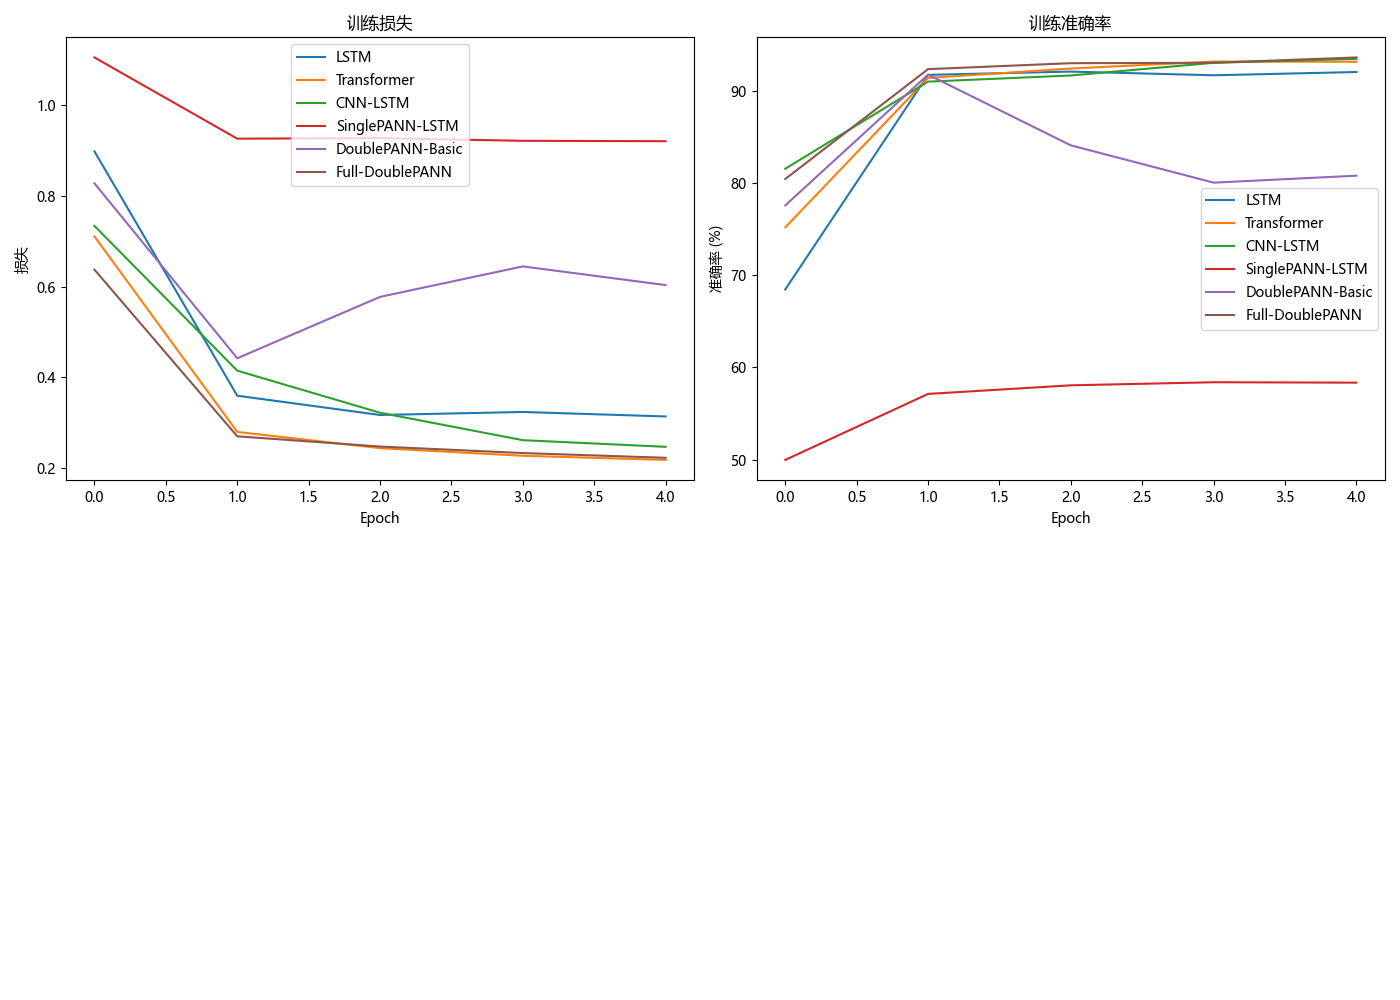 训练损失
LSTM
Transformer
CNN-LSTM
SinglePANN-LSTM
DoublePANN-Basic
Full-DoublePANN
损失
1.0
0.8
0.6
0.4
0.2
0.0 0.5 1.0 1.5 2.0 2.5 3.0 3.5 4.0
Epoch
训练准确率
LSTM
Transformer
CNN-LSTM
SinglePANN-LSTM
DoublePANN-Basic
Full-DoublePANN
准确率 (%)
90
80
70
60
50
0.0 0.5 1.0 1.5 2.0 2.5 3.0 3.5 4.0
Epoch